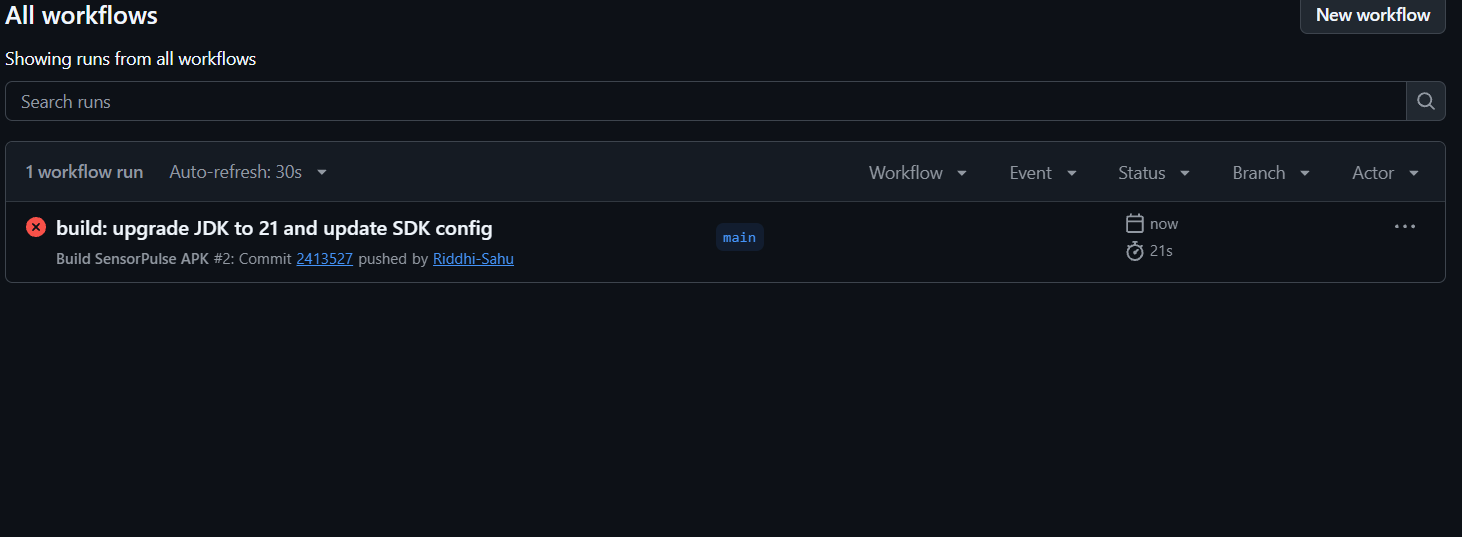 All workflows
New workflow
Showing runs from all workflows
Search runs
1 workflow run Auto-refresh: 30s Workflow Event Status Branch Actor
build: upgrade JDK to 21 and update SDK config
main
now
Build SensorPulse APK #2: Commit 2413527 pushed by Riddhi-Sahu
21s